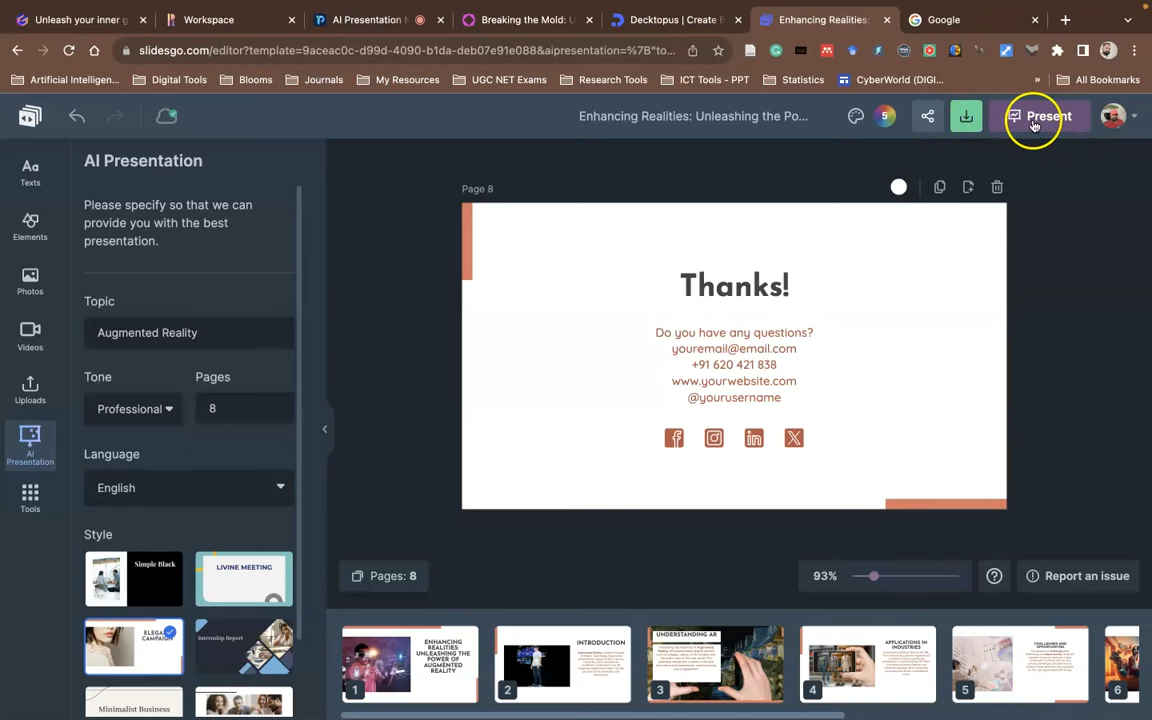 Unleash your inner g
Workspace
AI Presentation M
Breaking the Mold: U
Decktopus | Create B
Enhancing Realities:
Google
slidesgo.com/editor?template=9aceac0c-d99d-4090-b1da-deb07e91e088&aipresentation=%7B"to...
Artificial Intelligen...
Digital Tools
Blooms
Journals
My Resources
UGC NET Exams
Research Tools
ICT Tools - PPT
Statistics
CyberWorld (DIGI...
»
All Bookmarks
Enhancing Realities: Unleashing the Po...
5
Present
Texts
Elements
Photos
Videos
Uploads
AI
Presentation
Tools
AI Presentation
Please specify so that we can
provide you with the best
presentation.
Topic
Augmented Reality
Tone
Pages
Professional
8
Language
English
Style
Simple Black
LIVINE MEETING
ELEGANT
CAMPAIGN
Internship Report
Minimalist Business
Page 8
Thanks!
Do you have any questions?
youremail@email.com
+91 620 421 838
www.yourwebsite.com
@yourusername
Pages: 8
93%
Report an issue
ENHANCING
REALITIES:
UNLEASHING THE
POWER OF
AUGMENTED
REALITY
1
INTRODUCTION
2
UNDERSTANDING AR
3
APPLICATIONS IN
INDUSTRIES
4
CHALLENGES AND
OPPORTUNITIES
5
6